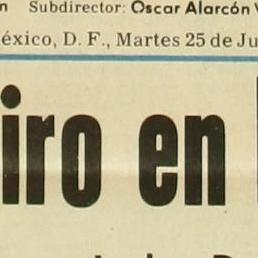 n Subdirector: Oscar Alarcón V
éxico, D. F., Martes 25 de Ju
iro en